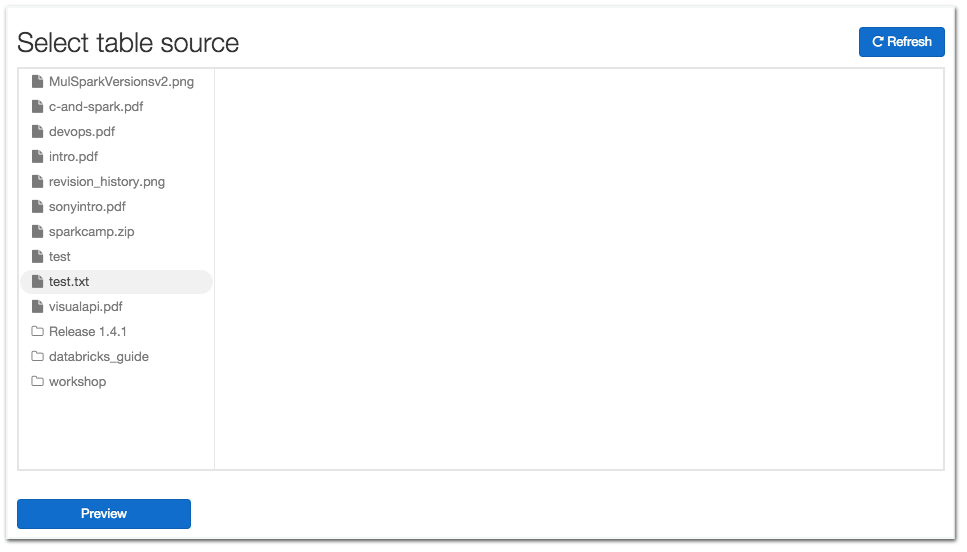 Select table source
Refresh
MulSparkVersionsv2.png
c-and-spark.pdf
devops.pdf
intro.pdf
revision_history.png
sonyintro.pdf
sparkcamp.zip
test
test.txt
visualapi.pdf
Release 1.4.1
databricks_guide
workshop
Preview